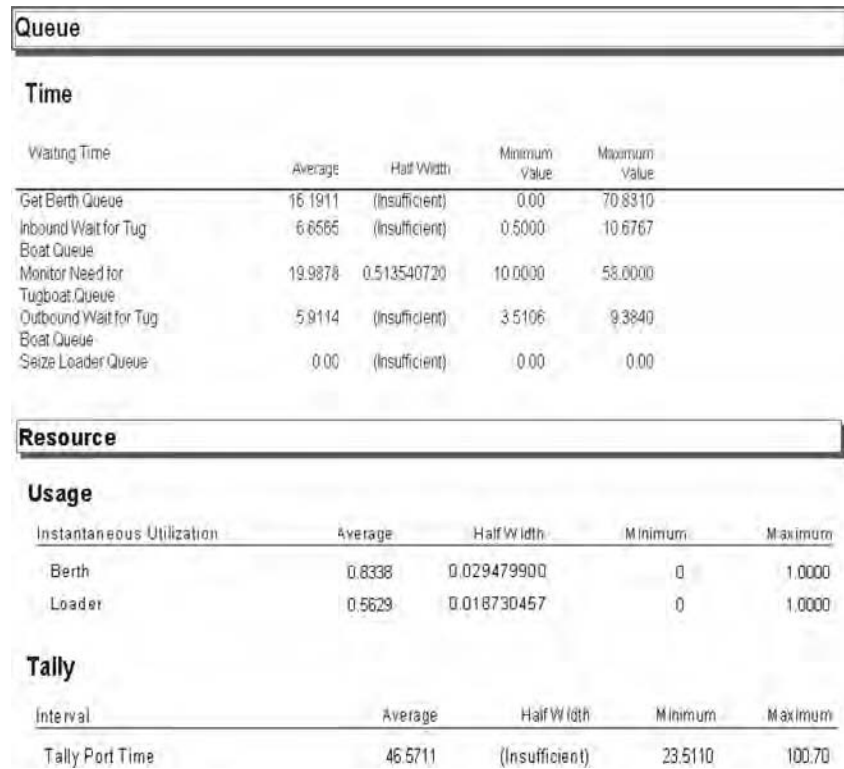 Queue
Time
Waiting Time Average Half Width Minimum Value Maximum Value
Get Berth Queue 16.1911 (Insufficient) 0.00 70.8310
Inbound Wait for Tug Boat Queue 6.6565 (Insufficient) 0.5000 10.6767
Monitor Need for Tugboat.Queue 19.9878 0.513540720 10.0000 58.0000
Outbound Wait for Tug Boat Queue 5.9114 (Insufficient) 3.5106 9.3840
Seize Loader Queue 0.00 (Insufficient) 0.00 0.00
Resource
Usage
Instantaneous Utilization Average Half Width Minimum Maximum
Berth 0.8338 0.029479900 0 1.0000
Loader 0.5629 0.018730457 0 1.0000
Tally
Interval Average Half Width Minimum Maximum
Tally Port Time 46.5711 (Insufficient) 23.5110 100.70